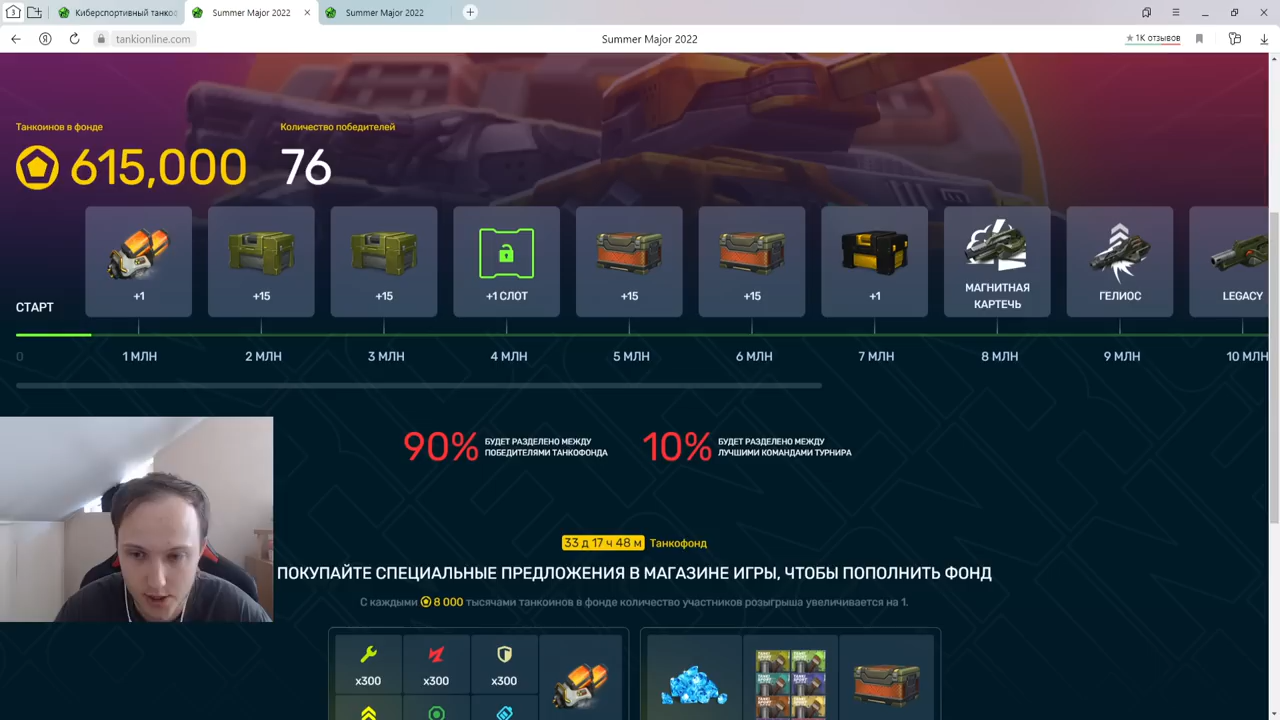 3
Киберспортивный танкос
Summer Major 2022
Summer Major 2022
tankionline.com
Summer Major 2022
1K отзывов
Танкоинов в фонде
Количество победителей
615,000
76
+1
+15
+15
+1 СЛОТ
+15
+15
+1
МАГНИТНАЯ
КАРТЕЧЬ
ГЕЛИОС
LEGACY
СТАРТ
0
1 МЛН
2 МЛН
3 МЛН
4 МЛН
5 МЛН
6 МЛН
7 МЛН
8 МЛН
9 МЛН
10 МЛН
90%
БУДЕТ РАЗДЕЛЕНО МЕЖДУ
ПОБЕДИТЕЛЯМИ ТАНКОФОНДА
10%
БУДЕТ РАЗДЕЛЕНО МЕЖДУ
ЛУЧШИМИ КОМАНДАМИ ТУРНИРА
33 д 17 ч 48 м Танкофонд
ПОКУПАЙТЕ СПЕЦИАЛЬНЫЕ ПРЕДЛОЖЕНИЯ В МАГАЗИНЕ ИГРЫ, ЧТОБЫ ПОПОЛНИТЬ ФОНД
С каждыми 8 000 тысячами танкоинов в фонде количество участников розыгрыша увеличивается на 1.
x300
x300
x300